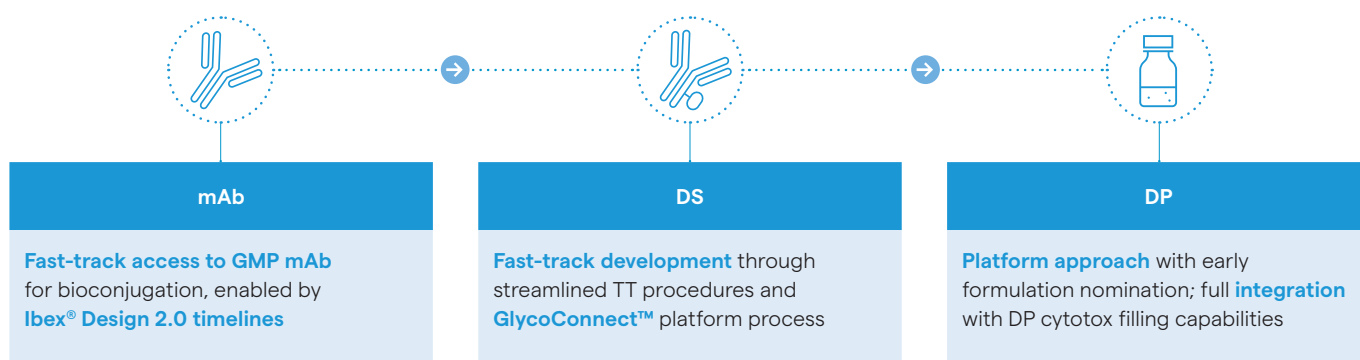 mAb
Fast-track access to GMP mAb
for bioconjugation, enabled by
Ibex® Design 2.0 timelines
DS
Fast-track development through
streamlined TT procedures and
GlycoConnect™ platform process
DP
Platform approach with early
formulation nomination; full integration
with DP cytotox filling capabilities